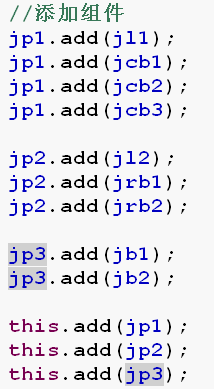 //添加组件
jp1.add(jl1);
jp1.add(jcb1);
jp1.add(jcb2);
jp1.add(jcb3);
jp2.add(jl2);
jp2.add(jrb1);
jp2.add(jrb2);
jp3.add(jb1);
jp3.add(jb2);
this.add(jp1);
this.add(jp2);
this.add(jp3);